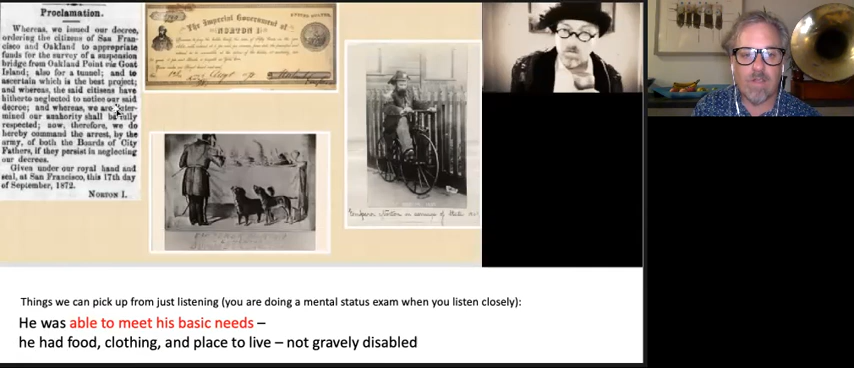 Proclamation.
Whereas, we issued our decree,
ordering the citizens of San Fran-
cisco and Oakland to appropriate
funds for the survey of a suspension
bridge from Oakland Point via Goat
Island; also for a tunnel; and to
ascertain which is the best project;
and whereas, the said citizens have
hitherto neglected to notice our said
decree; and whereas, we are deter-
mined our authority shall be fully
respected; now, therefore, we do
hereby command the arrest, by the
army, of both the Boards of City
Fathers, if they persist in neglecting
our decrees.
Given under our royal hand and
seal, at San Francisco, this 17th day
of September, 1872.
NORTON I.
The Imperial Government of
NORTON I
Things we can pick up from just listening (you are doing a mental status exam when you listen closely):
He was able to meet his basic needs –
he had food, clothing, and place to live – not gravely disabled